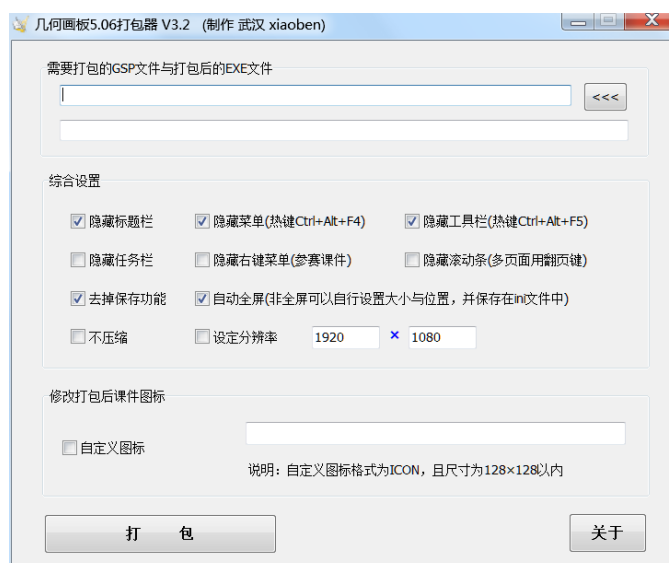 几何画板5.06打包器 V3.2 (制作 武汉 xiaoben)
需要打包的GSP文件与打包后的EXE文件
<<<
综合设置
隐藏标题栏 隐藏菜单(热键Ctrl+Alt+F4) 隐藏工具栏(热键Ctrl+Alt+F5)
隐藏任务栏 隐藏右键菜单(参赛课件) 隐藏滚动条(多页面用翻页键)
去掉保存功能 自动全屏(非全屏可以自行设置大小与位置，并保存在ini文件中)
不压缩 设定分辨率 1920 × 1080
修改打包后课件图标
自定义图标
说明：自定义图标格式为ICON，且尺寸为128×128以内
打 包 关于